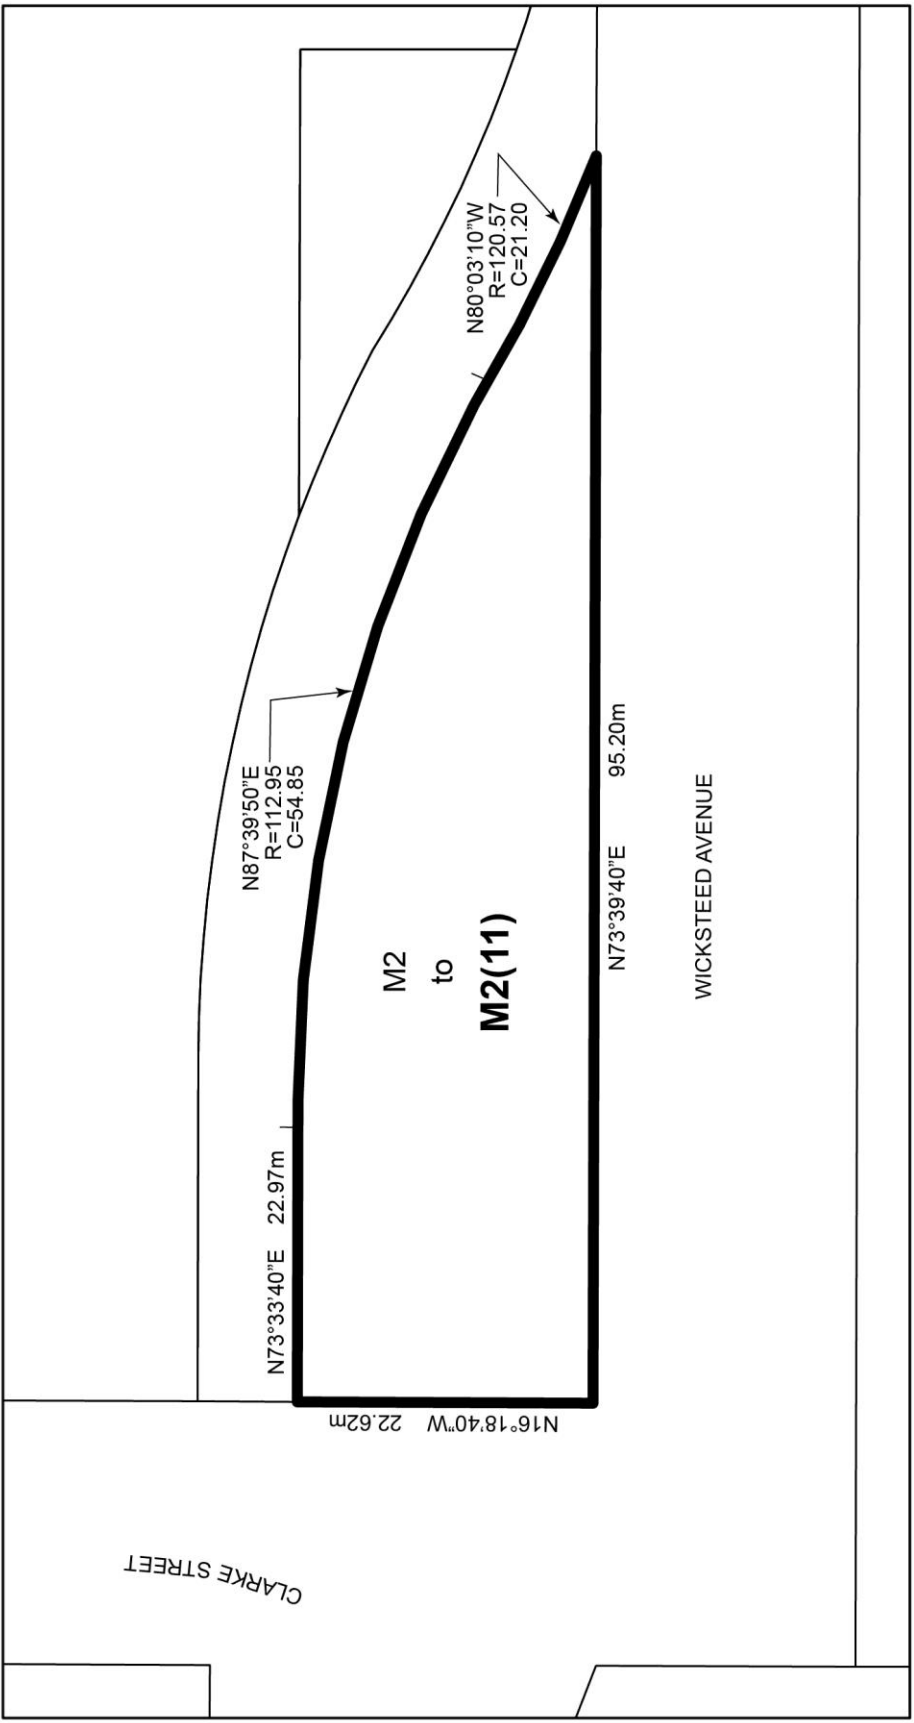 CLARKE STREET
N16°18'40"W 22.62m
N73°33'40"E 22.97m
N87°39'50"E
R=112.95
C=54.85
N80°03'10"W
R=120.57
C=21.20
M2
to
M2(11)
N73°39'40"E 95.20m
WICKSTEED AVENUE